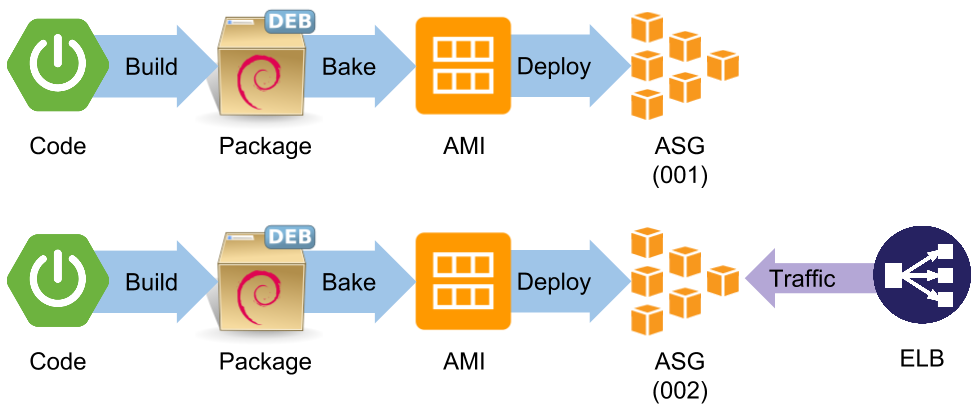 DEB
Build
Bake
Deploy
Code
Package
AMI
ASG
(001)
DEB
Build
Bake
Deploy
Traffic
Code
Package
AMI
ASG
(002)
ELB